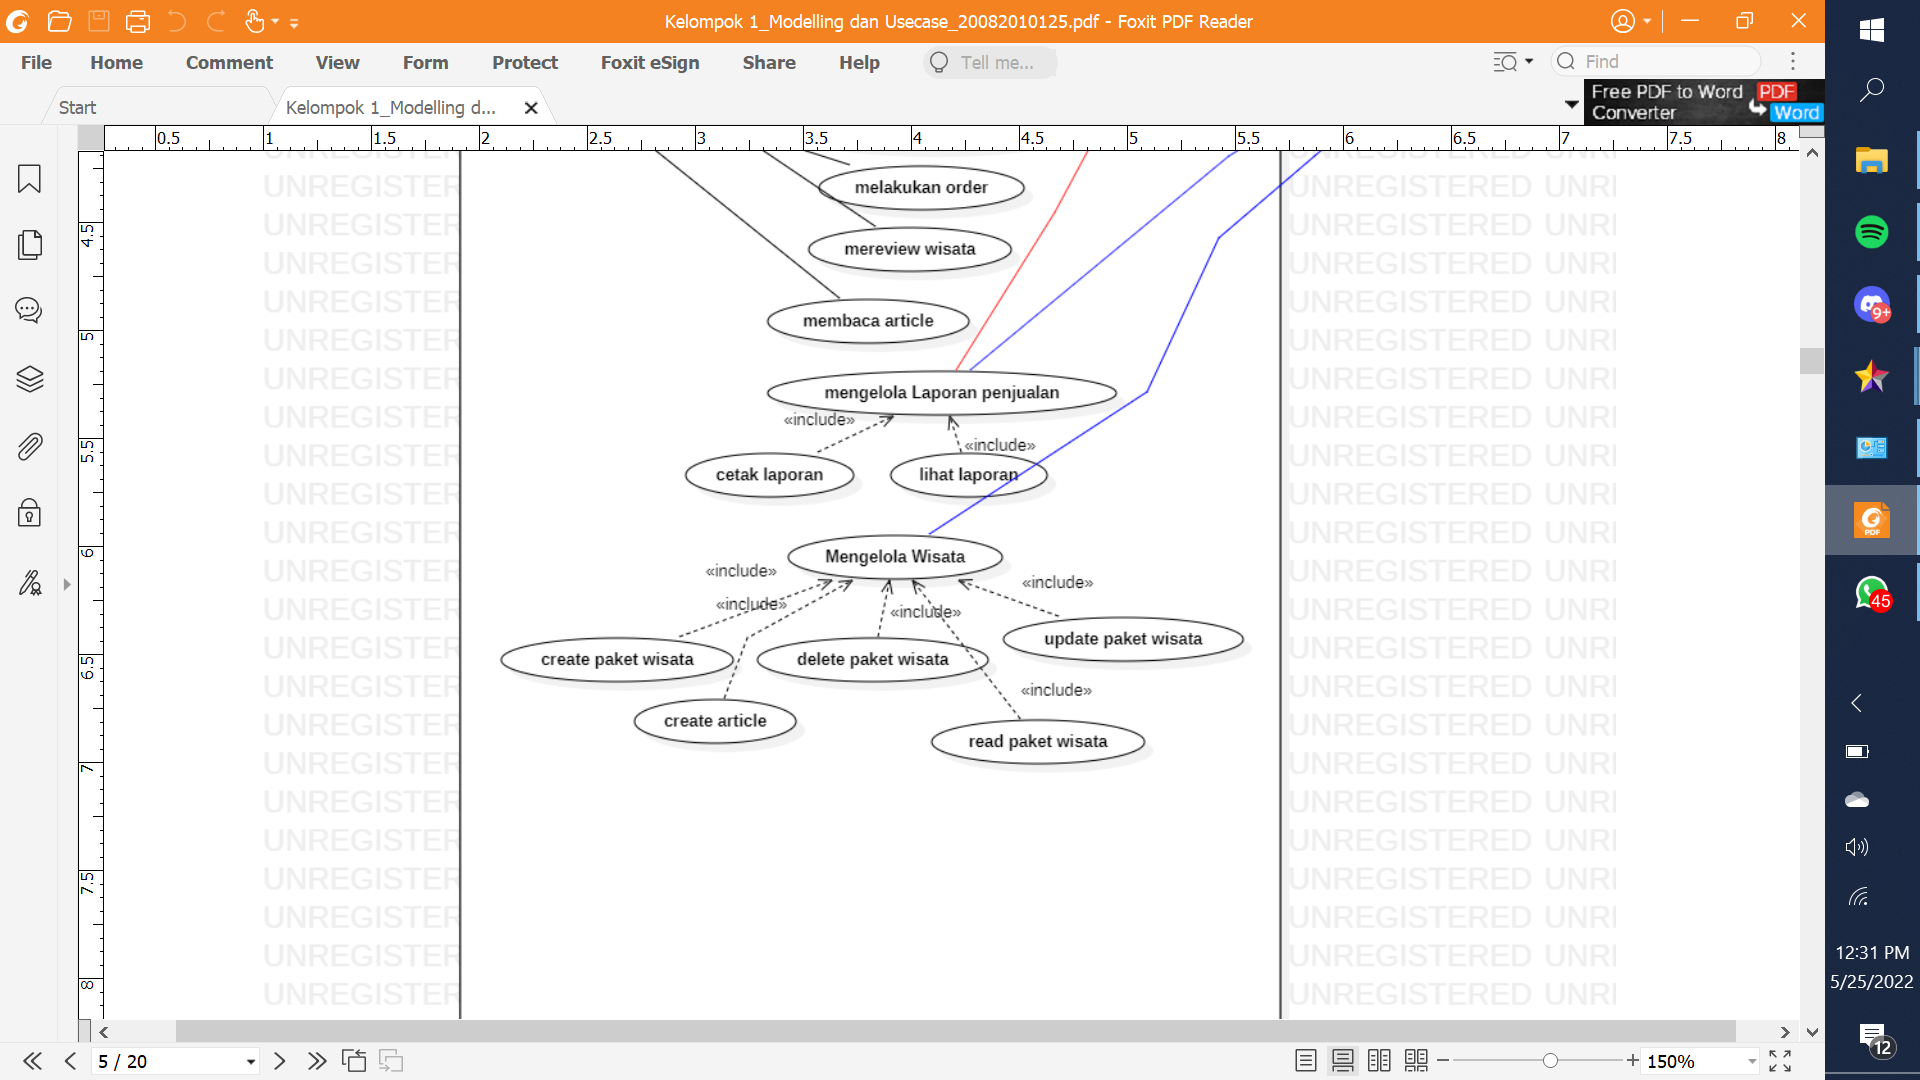 Kelompok 1_Modelling dan Usecase_20082010125.pdf - Foxit PDF Reader
File Home Comment View Form Protect Foxit eSign Share Help Tell me... Find
Start Kelompok 1_Modelling d... Free PDF to Word Converter PDF Word
0.5 1 1.5 2 2.5 3 3.5 4 4.5 5 5.5 6 6.5 7 7.5 8
4.5
5
5.5
6
6.5
7
7.5
8
melakukan order
mereview wisata
membaca article
mengelola Laporan penjualan
«include»
«include»
cetak laporan
lihat laporan
Mengelola Wisata
«include»
«include»
«include»
«include»
update paket wisata
create paket wisata
delete paket wisata
«include»
create article
read paket wisata
UNREGISTERED UNRE
UNREGISTERED
9+
PDF
45
12:31 PM
5/25/2022
12
5 / 20
150%